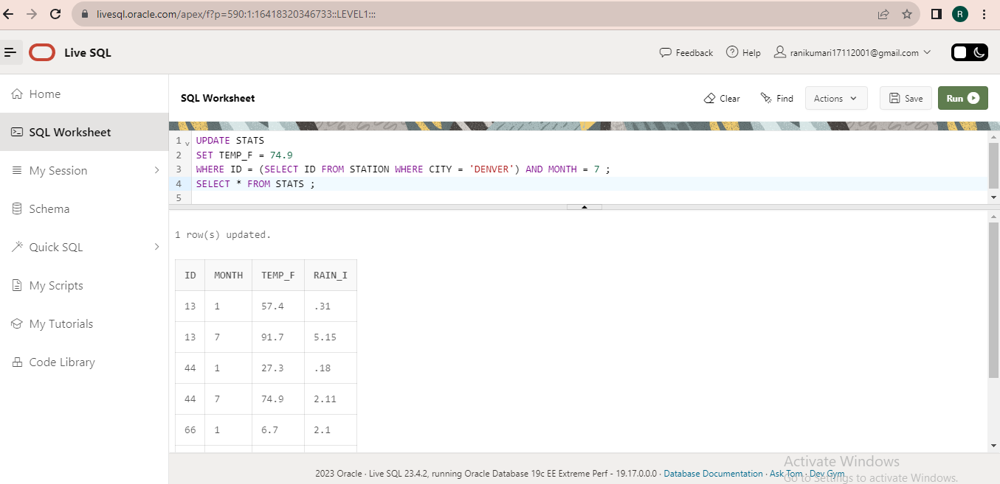 livesql.oracle.com/apex/f?p=590:1:16418320346733::LEVEL1:::
R
Live SQL
Feedback
Help
ranikumari17112001@gmail.com
Home
SQL Worksheet
My Session
Schema
Quick SQL
My Scripts
My Tutorials
Code Library
SQL Worksheet
Clear
Find
Actions
Save
Run
1 UPDATE STATS
2 SET TEMP_F = 74.9
3 WHERE ID = (SELECT ID FROM STATION WHERE CITY = 'DENVER') AND MONTH = 7 ;
4 SELECT * FROM STATS ;
5
1 row(s) updated.
ID MONTH TEMP_F RAIN_I
13 1 57.4 .31
13 7 91.7 5.15
44 1 27.3 .18
44 7 74.9 2.11
66 1 6.7 2.1
2023 Oracle · Live SQL 23.4.2, running Oracle Database 19c EE Extreme Perf - 19.17.0.0.0 · Database Documentation · Ask Tom · Dev Gym
Activate Windows
Go to Settings to activate Windows.